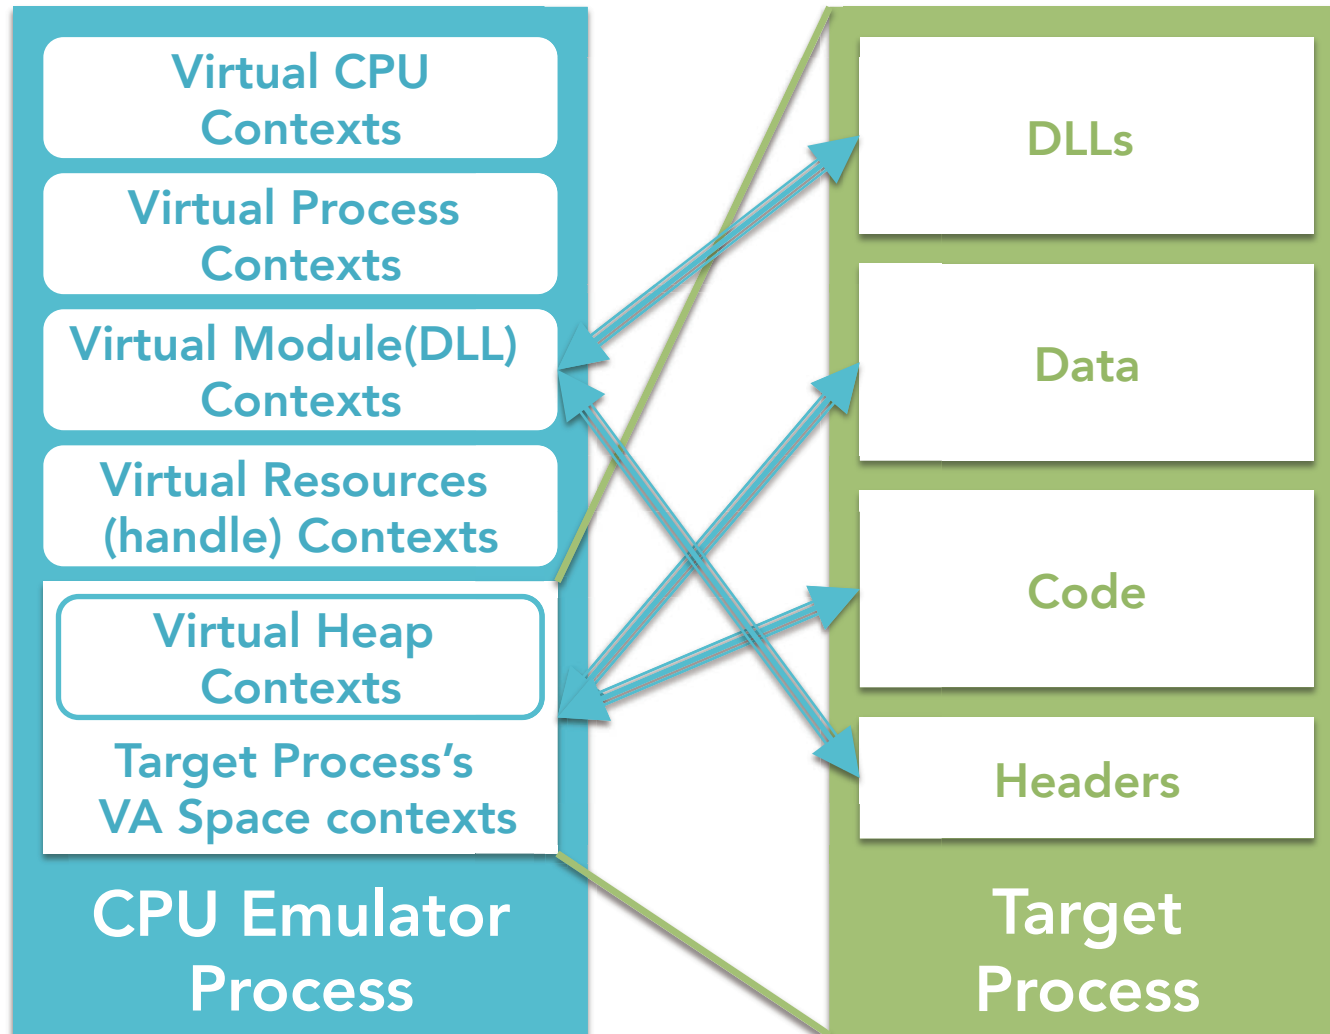 Virtual CPU
Contexts
Virtual Process
Contexts
Virtual Module(DLL)
Contexts
Virtual Resources
(handle) Contexts
Virtual Heap
Contexts
Target Process’s
VA Space contexts
CPU Emulator
Process
DLLs
Data
Code
Headers
Target
Process